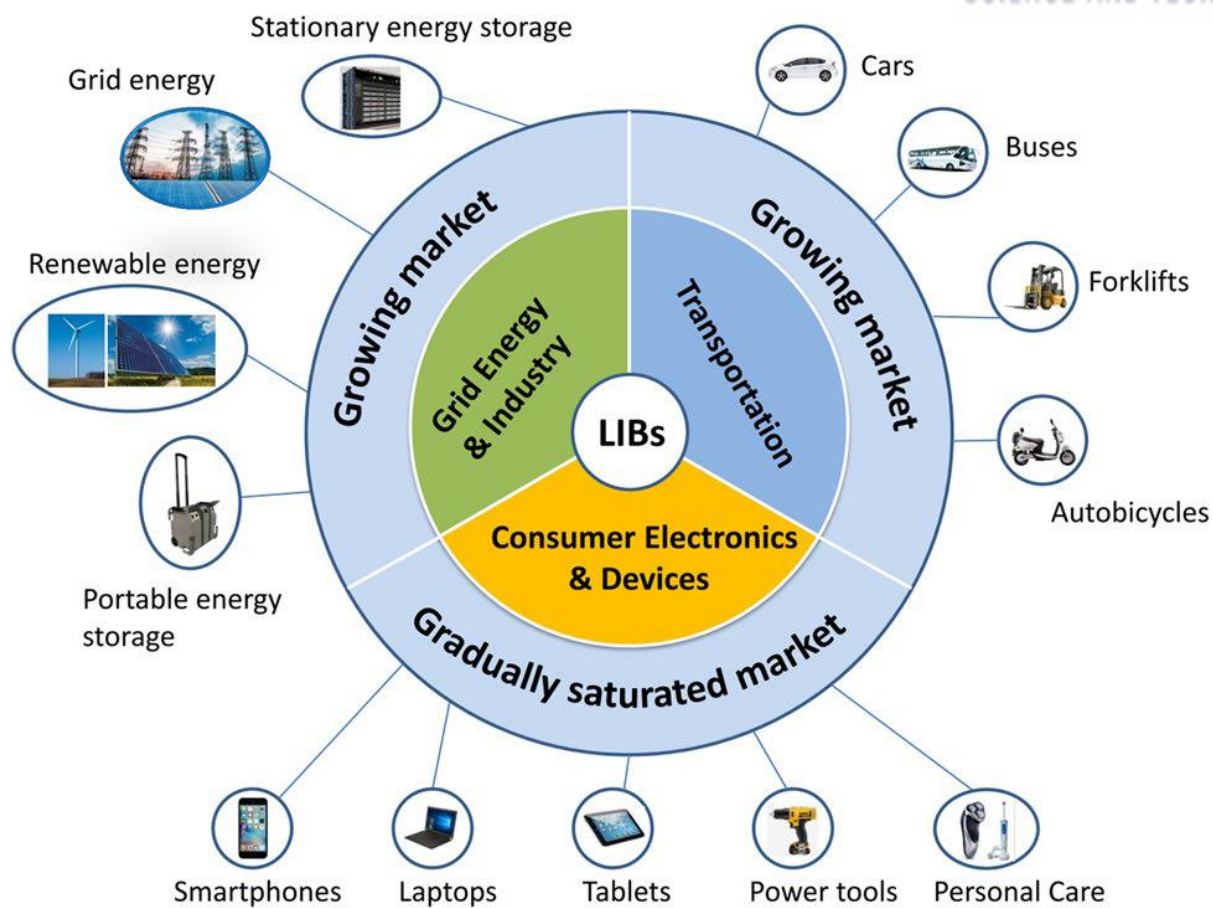 Stationary energy storage
Grid energy
Renewable energy
Portable energy
storage
Cars
Buses
Forklifts
Autobicycles
Growing market
Growing market
Gradually saturated market
Grid Energy
& Industry
Transportation
LIBs
Consumer Electronics
& Devices
Smartphones
Laptops
Tablets
Power tools
Personal Care